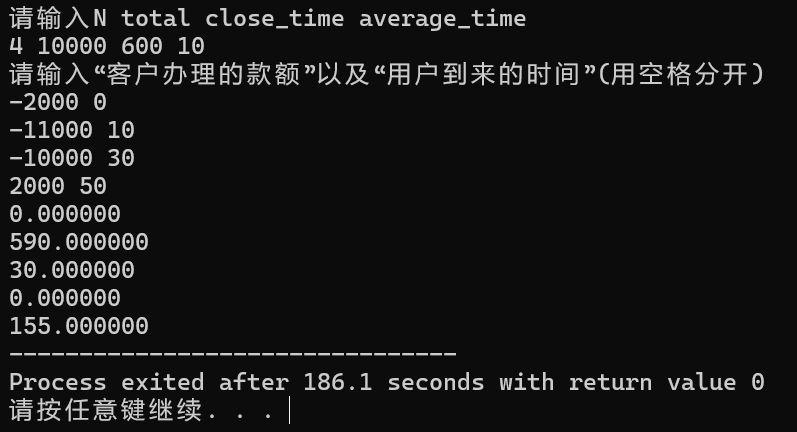 请输入N total close_time average_time
4 10000 600 10
请输入“客户办理的款额”以及“用户到来的时间”(用空格分开)
-2000 0
-11000 10
-10000 30
2000 50
0.000000
590.000000
30.000000
0.000000
155.000000
--------------------------------
Process exited after 186.1 seconds with return value 0
请按任意键继续. . .